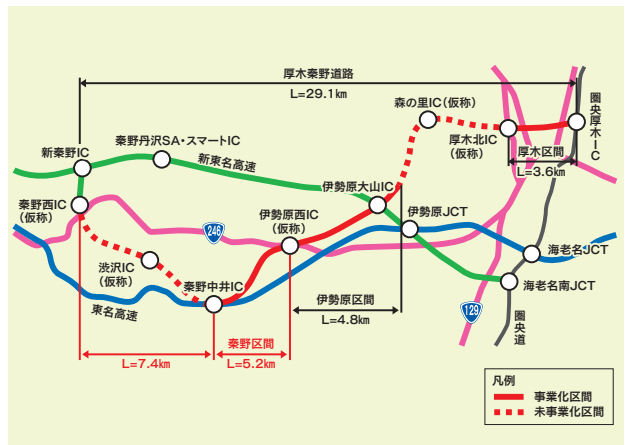 厚木秦野道路
L=29.1km
森の里IC(仮称)
圏央厚木IC
秦野丹沢SA・スマートIC
厚木北IC
(仮称)
厚木区間
L=3.6km
新秦野IC
新東名高速
伊勢原大山IC
秦野西IC
(仮称)
伊勢原西IC
(仮称)
伊勢原JCT
246
渋沢IC
(仮称)
秦野中井IC
海老名JCT
東名高速
伊勢原区間
L=4.8km
海老名南JCT
129
圏央道
秦野区間
L=7.4km
L=5.2km
凡例
事業化区間
未事業化区間